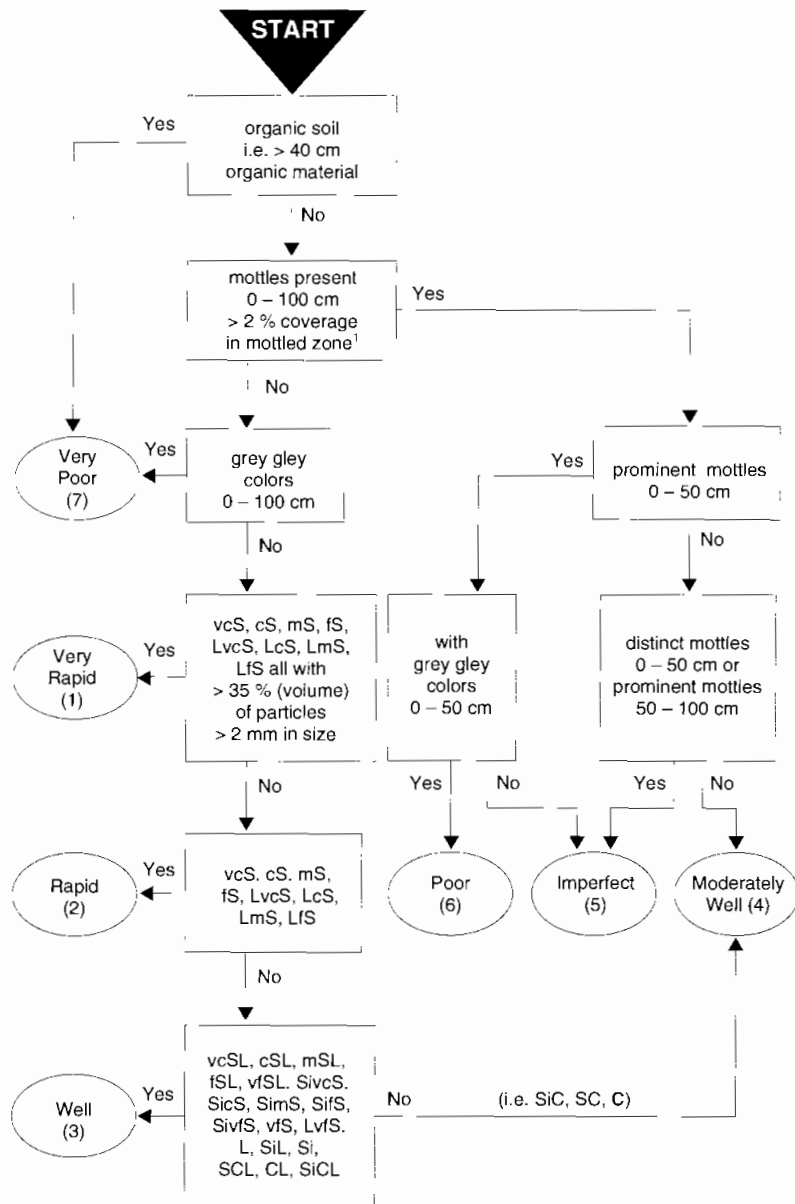 START
Yes
organic soil
i.e. > 40 cm
organic material
No
mottles present
0 – 100 cm
> 2 % coverage
in mottled zone¹
Yes
No
Very
Poor
(7)
Yes
grey gley
colors
0 – 100 cm
Yes
prominent mottles
0 – 50 cm
No
No
Very
Rapid
(1)
Yes
vcS, cS, mS, fS,
LvcS, LcS, LmS,
LfS all with
> 35 % (volume)
of particles
> 2 mm in size
with
grey gley
colors
0 – 50 cm
distinct mottles
0 – 50 cm or
prominent mottles
50 – 100 cm
No
Yes
No
Yes
No
Rapid
(2)
Yes
vcS. cS. mS,
fS, LvcS, LcS,
LmS, LfS
Poor
(6)
Imperfect
(5)
Moderately
Well (4)
No
Well
(3)
Yes
vcSL, cSL, mSL,
fSL, vfSL. SivcS.
SicS, SimS, SifS,
SivfS, vfS, LvfS.
L, SiL, Si,
SCL, CL, SiCL
No
(i.e. SiC, SC, C)